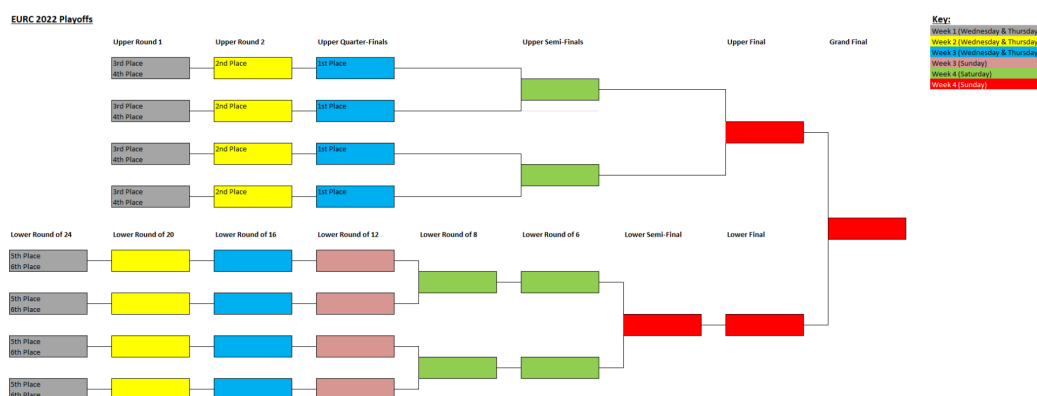 EURC 2022 Playoffs
Key:
Week 1 (Wednesday & Thursday
Week 2 (Wednesday & Thursday
Week 3 (Wednesday & Thursday
Week 3 (Sunday)
Week 4 (Saturday)
Week 4 (Sunday)
Upper Round 1 Upper Round 2 Upper Quarter-Finals Upper Semi-Finals Upper Final Grand Final
3rd Place 2nd Place 1st Place
4th Place
3rd Place 2nd Place 1st Place
4th Place
3rd Place 2nd Place 1st Place
4th Place
3rd Place 2nd Place 1st Place
4th Place
Lower Round of 24 Lower Round of 20 Lower Round of 16 Lower Round of 12 Lower Round of 8 Lower Round of 6 Lower Semi-Final Lower Final
5th Place
6th Place
5th Place
6th Place
5th Place
6th Place
5th Place
6th Place